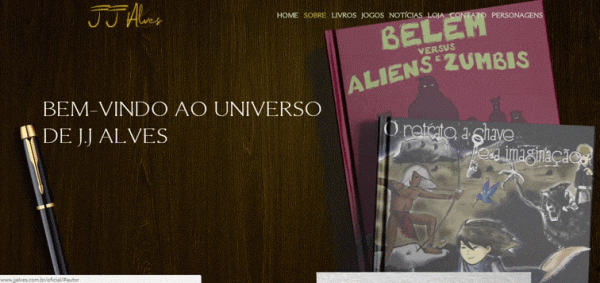 JJ Alves
HOME SOBRE LIVROS JOGOS NOTÍCIAS LOJA CONTATO PERSONAGENS
BEM-VINDO AO UNIVERSO
DE J.J ALVES
BELÉM
VERSUS
ALIENS E ZUMBIS
O retrato, a chave
e a imaginação
www.jjalves.com.br/oficial/#autor